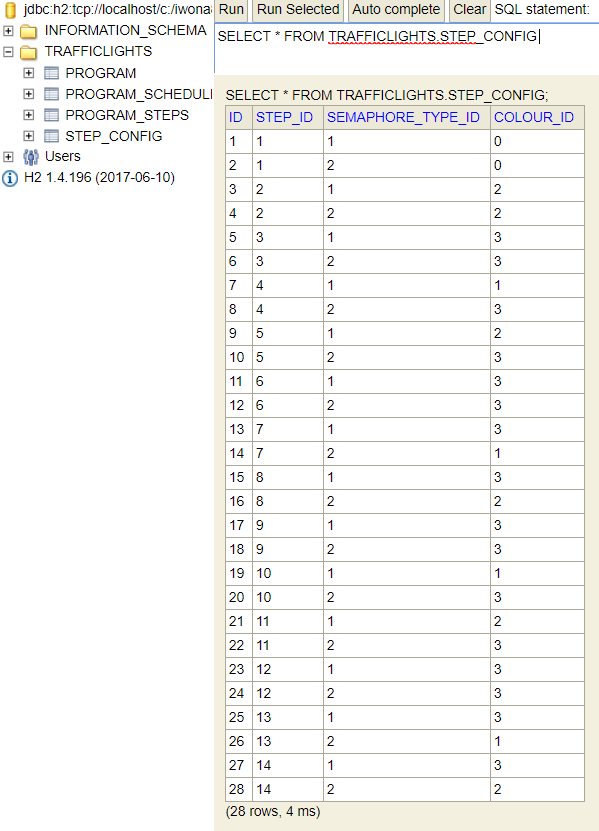 jdbc:h2:tcp://localhost/c:/iwona
INFORMATION_SCHEMA
TRAFFICLIGHTS
PROGRAM
PROGRAM_SCHEDULI
PROGRAM_STEPS
STEP_CONFIG
Users
H2 1.4.196 (2017-06-10)
Run Run Selected Auto complete Clear SQL statement:
SELECT * FROM TRAFFICLIGHTS.STEP_CONFIG
SELECT * FROM TRAFFICLIGHTS.STEP_CONFIG;
ID STEP_ID SEMAPHORE_TYPE_ID COLOUR_ID
1 1 1 0
2 1 2 0
3 2 1 2
4 2 2 2
5 3 1 3
6 3 2 3
7 4 1 1
8 4 2 3
9 5 1 2
10 5 2 3
11 6 1 3
12 6 2 3
13 7 1 3
14 7 2 1
15 8 1 3
16 8 2 2
17 9 1 3
18 9 2 3
19 10 1 1
20 10 2 3
21 11 1 2
22 11 2 3
23 12 1 3
24 12 2 3
25 13 1 3
26 13 2 1
27 14 1 3
28 14 2 2
(28 rows, 4 ms)